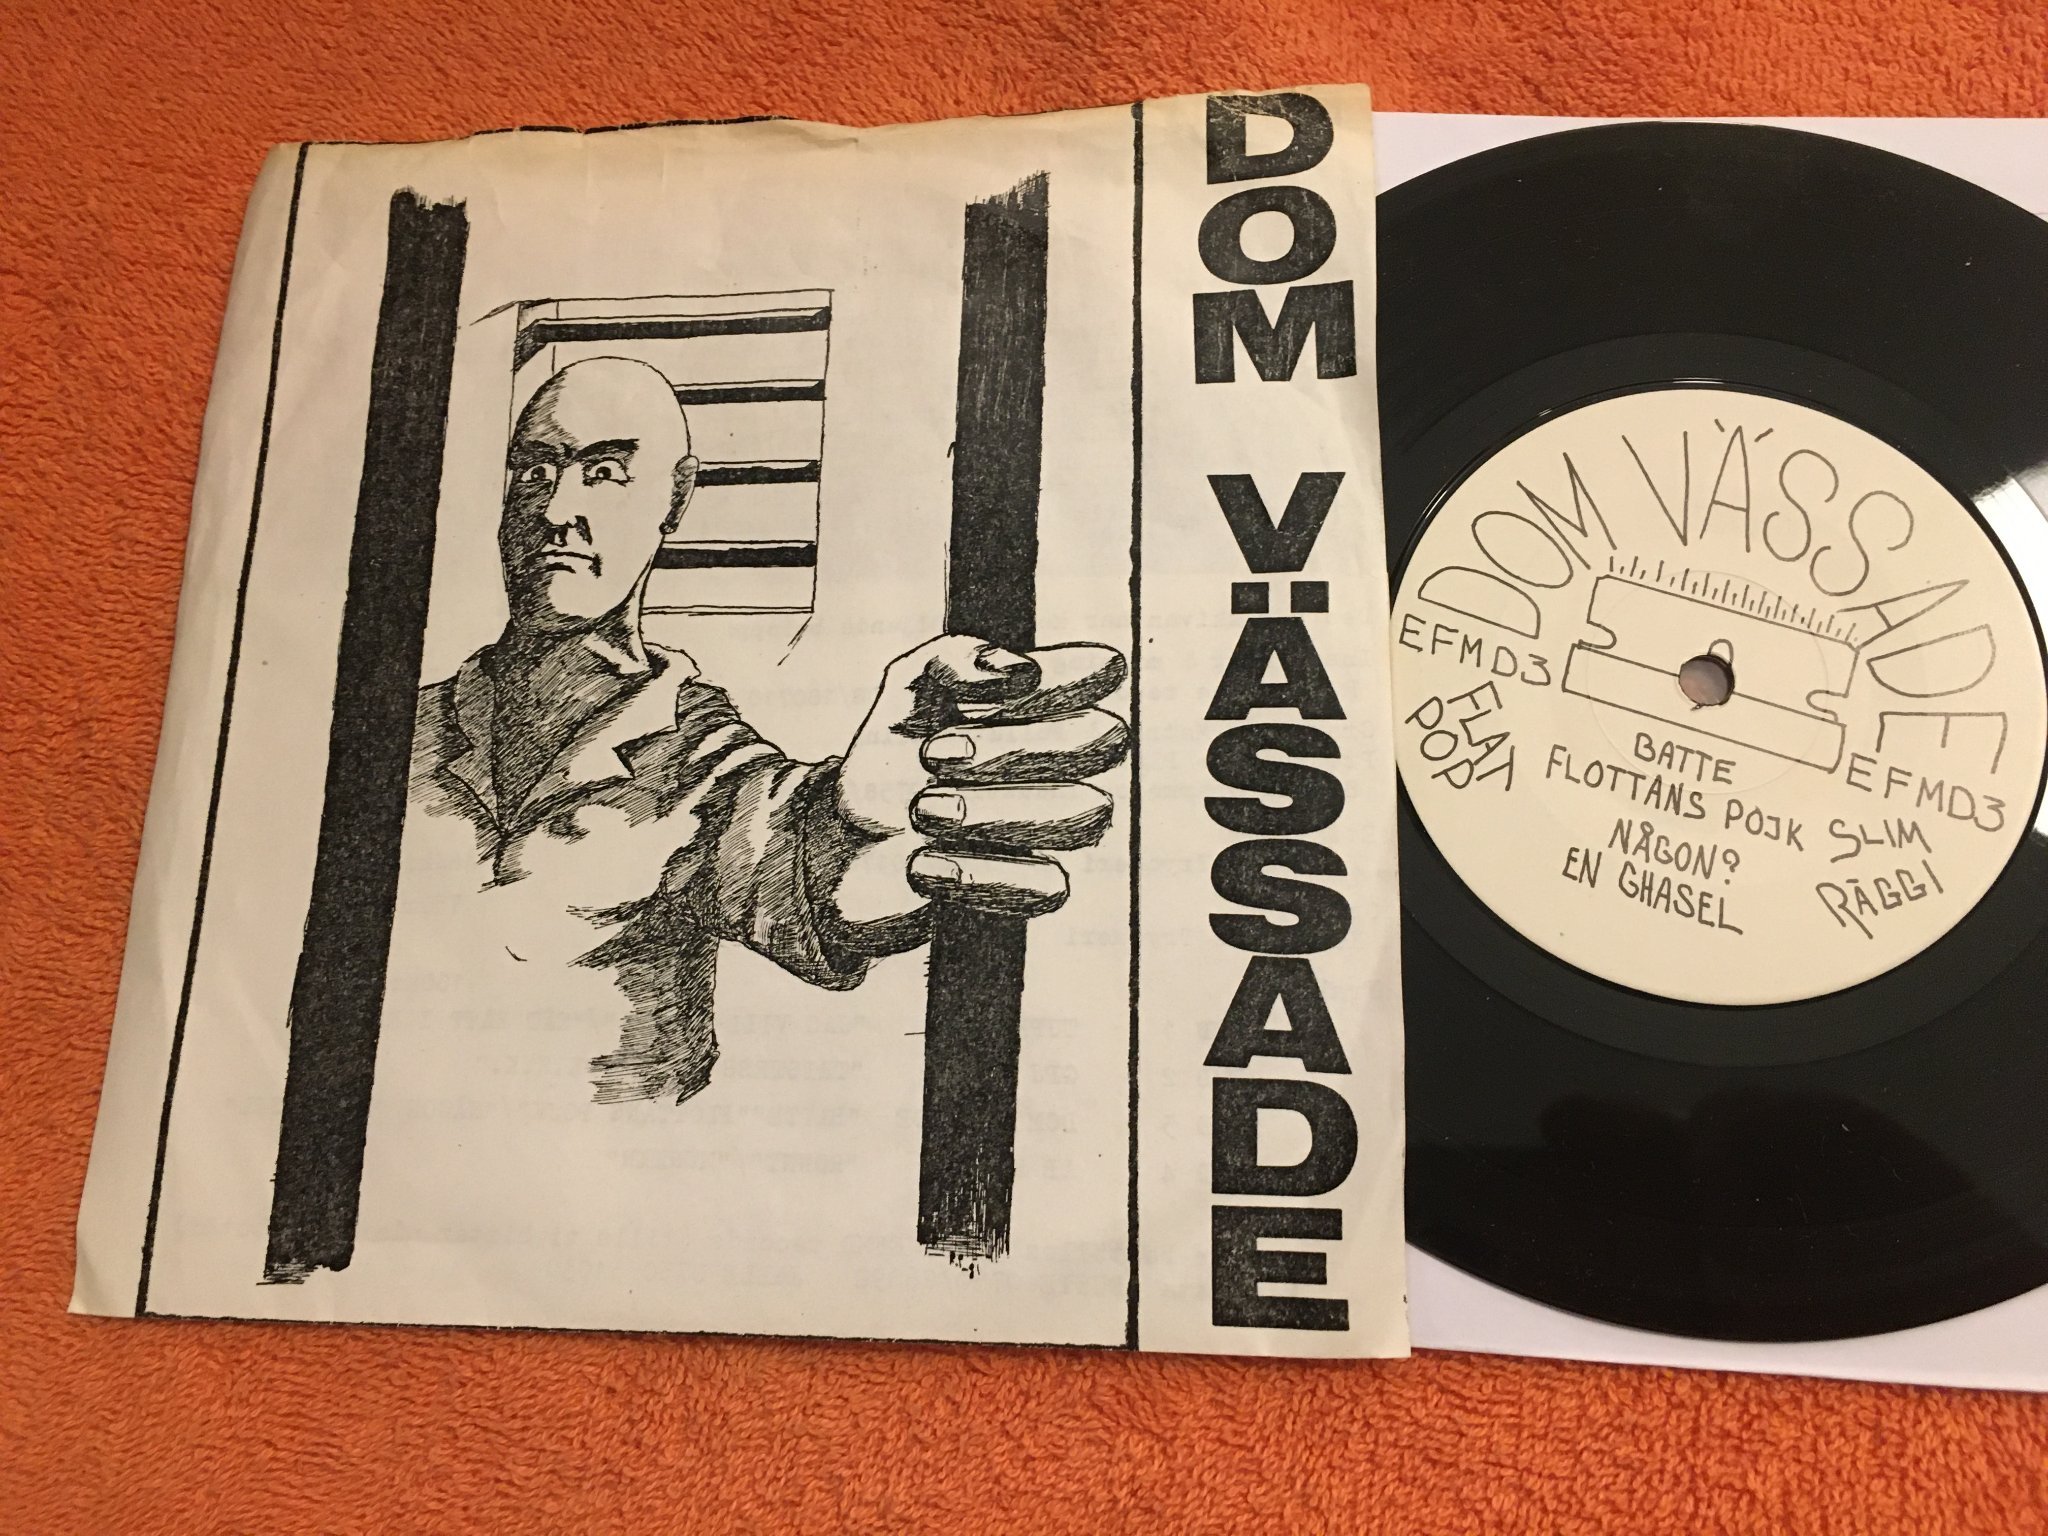 DOM VÄSSADE
DOM VÄSSADE
EFMD3
EFMD3
FLAT
POP
BATTE
FLOTTANS POJK
NÅGON?
EN GHASEL
SLIM
RÄGGI